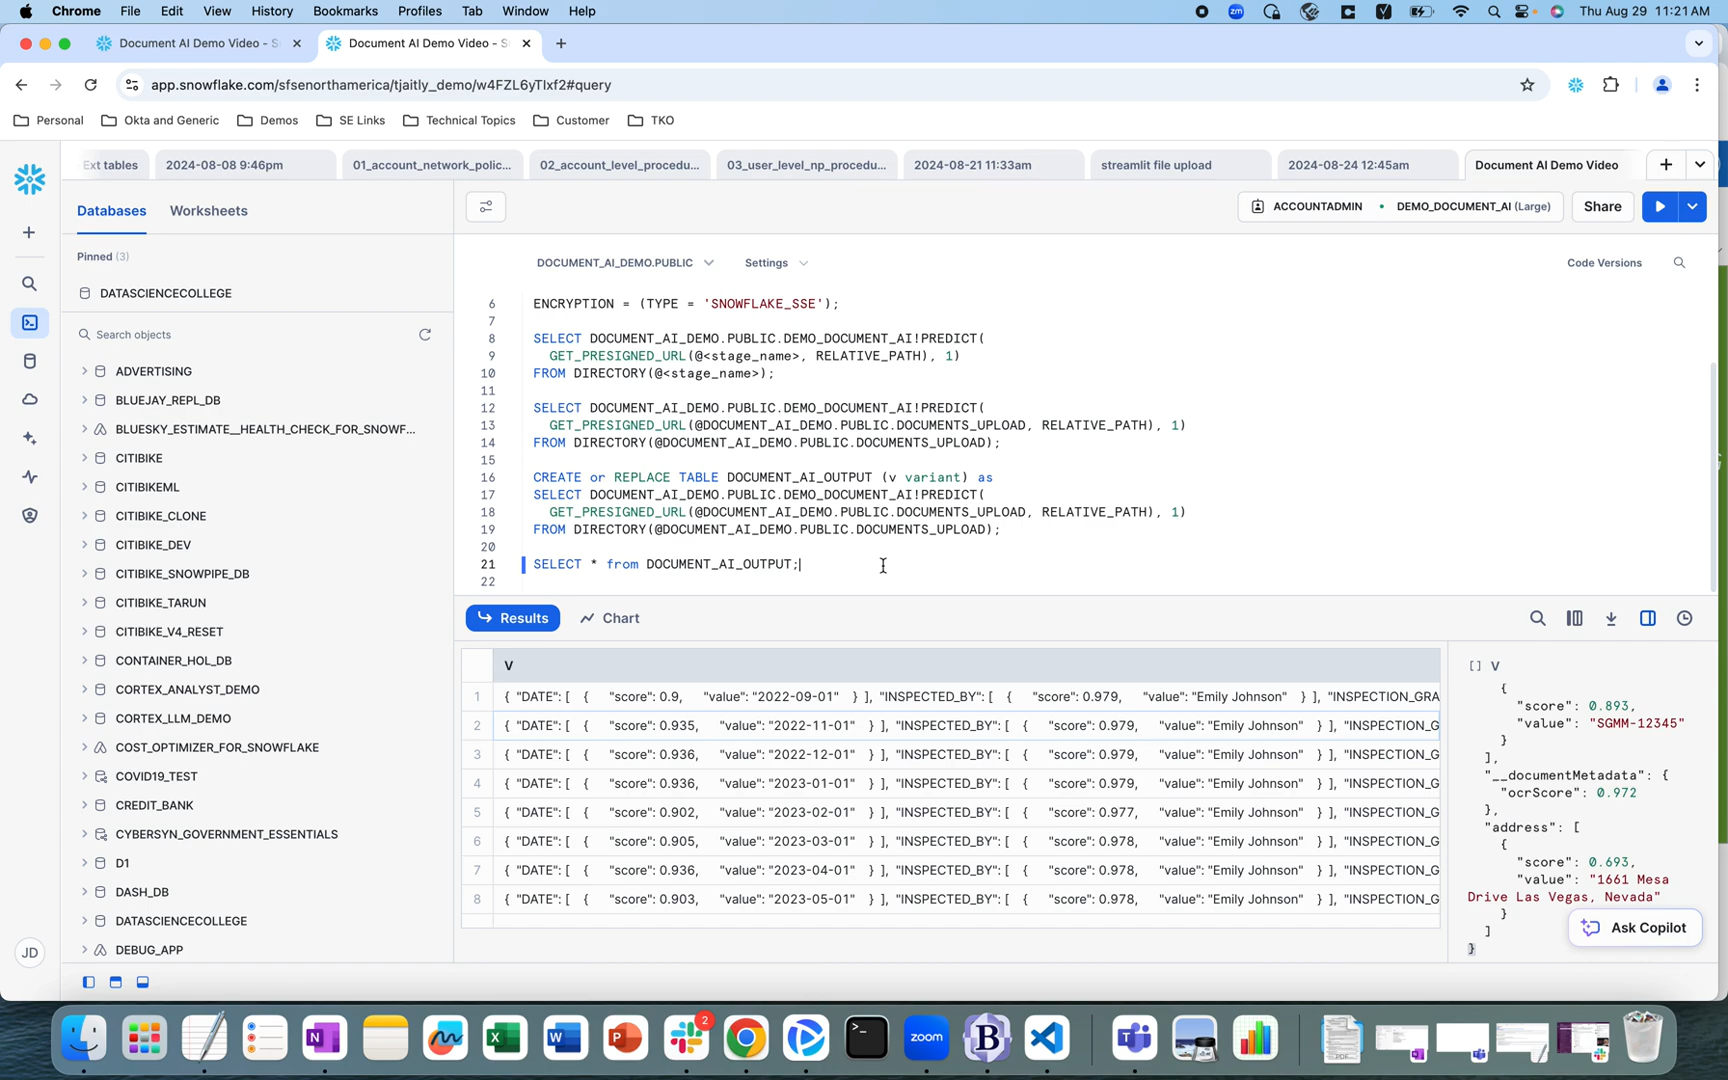 Chrome File Edit View History Bookmarks Profiles Tab Window Help
zm
Thu Aug 29 11:21 AM
Document AI Demo Video - S
Document AI Demo Video - S
app.snowflake.com/sfsenorthamerica/tjaitly_demo/w4FZL6yTIxf2#query
Personal Okta and Generic Demos SE Links Technical Topics Customer TKO
Ext tables 2024-08-08 9:46pm 01_account_network_polic... 02_account_level_procedu... 03_user_level_np_procedu... 2024-08-21 11:33am streamlit file upload 2024-08-24 12:45am Document AI Demo Video
Databases Worksheets
ACCOUNTADMIN • DEMO_DOCUMENT_AI (Large) Share
Pinned (3)
DATASCIENCECOLLEGE
Search objects
ADVERTISING
BLUEJAY_REPL_DB
BLUESKY_ESTIMATE__HEALTH_CHECK_FOR_SNOWF...
CITIBIKE
CITIBIKEML
CITIBIKE_CLONE
CITIBIKE_DEV
CITIBIKE_SNOWPIPE_DB
CITIBIKE_TARUN
CITIBIKE_V4_RESET
CONTAINER_HOL_DB
CORTEX_ANALYST_DEMO
CORTEX_LLM_DEMO
COST_OPTIMIZER_FOR_SNOWFLAKE
COVID19_TEST
CREDIT_BANK
CYBERSYN_GOVERNMENT_ESSENTIALS
D1
DASH_DB
DATASCIENCECOLLEGE
DEBUG_APP
JD
DOCUMENT_AI_DEMO.PUBLIC Settings Code Versions
6 ENCRYPTION = (TYPE = 'SNOWFLAKE_SSE');
7
8 SELECT DOCUMENT_AI_DEMO.PUBLIC.DEMO_DOCUMENT_AI!PREDICT(
9 GET_PRESIGNED_URL(@<stage_name>, RELATIVE_PATH), 1)
10 FROM DIRECTORY(@<stage_name>);
11
12 SELECT DOCUMENT_AI_DEMO.PUBLIC.DEMO_DOCUMENT_AI!PREDICT(
13 GET_PRESIGNED_URL(@DOCUMENT_AI_DEMO.PUBLIC.DOCUMENTS_UPLOAD, RELATIVE_PATH), 1)
14 FROM DIRECTORY(@DOCUMENT_AI_DEMO.PUBLIC.DOCUMENTS_UPLOAD);
15
16 CREATE or REPLACE TABLE DOCUMENT_AI_OUTPUT (v variant) as
17 SELECT DOCUMENT_AI_DEMO.PUBLIC.DEMO_DOCUMENT_AI!PREDICT(
18 GET_PRESIGNED_URL(@DOCUMENT_AI_DEMO.PUBLIC.DOCUMENTS_UPLOAD, RELATIVE_PATH), 1)
19 FROM DIRECTORY(@DOCUMENT_AI_DEMO.PUBLIC.DOCUMENTS_UPLOAD);
20
21 SELECT * from DOCUMENT_AI_OUTPUT;
22
Results Chart
V
1 { "DATE": [ { "score": 0.9, "value": "2022-09-01" } ], "INSPECTED_BY": [ { "score": 0.979, "value": "Emily Johnson" } ], "INSPECTION_GRA
2 { "DATE": [ { "score": 0.935, "value": "2022-11-01" } ], "INSPECTED_BY": [ { "score": 0.979, "value": "Emily Johnson" } ], "INSPECTION_G
3 { "DATE": [ { "score": 0.936, "value": "2022-12-01" } ], "INSPECTED_BY": [ { "score": 0.979, "value": "Emily Johnson" } ], "INSPECTION_G
4 { "DATE": [ { "score": 0.936, "value": "2023-01-01" } ], "INSPECTED_BY": [ { "score": 0.979, "value": "Emily Johnson" } ], "INSPECTION_G
5 { "DATE": [ { "score": 0.902, "value": "2023-02-01" } ], "INSPECTED_BY": [ { "score": 0.977, "value": "Emily Johnson" } ], "INSPECTION_G
6 { "DATE": [ { "score": 0.905, "value": "2023-03-01" } ], "INSPECTED_BY": [ { "score": 0.978, "value": "Emily Johnson" } ], "INSPECTION_G
7 { "DATE": [ { "score": 0.936, "value": "2023-04-01" } ], "INSPECTED_BY": [ { "score": 0.978, "value": "Emily Johnson" } ], "INSPECTION_G
8 { "DATE": [ { "score": 0.903, "value": "2023-05-01" } ], "INSPECTED_BY": [ { "score": 0.978, "value": "Emily Johnson" } ], "INSPECTION_G
[] V
{
"score": 0.893,
"value": "SGMM-12345"
}
],
"__documentMetadata": {
"ocrScore": 0.972
},
"address": [
{
"score": 0.693,
"value": "1661 Mesa
Drive Las Vegas, Nevada"
}
]
}
Ask Copilot
2
zoom